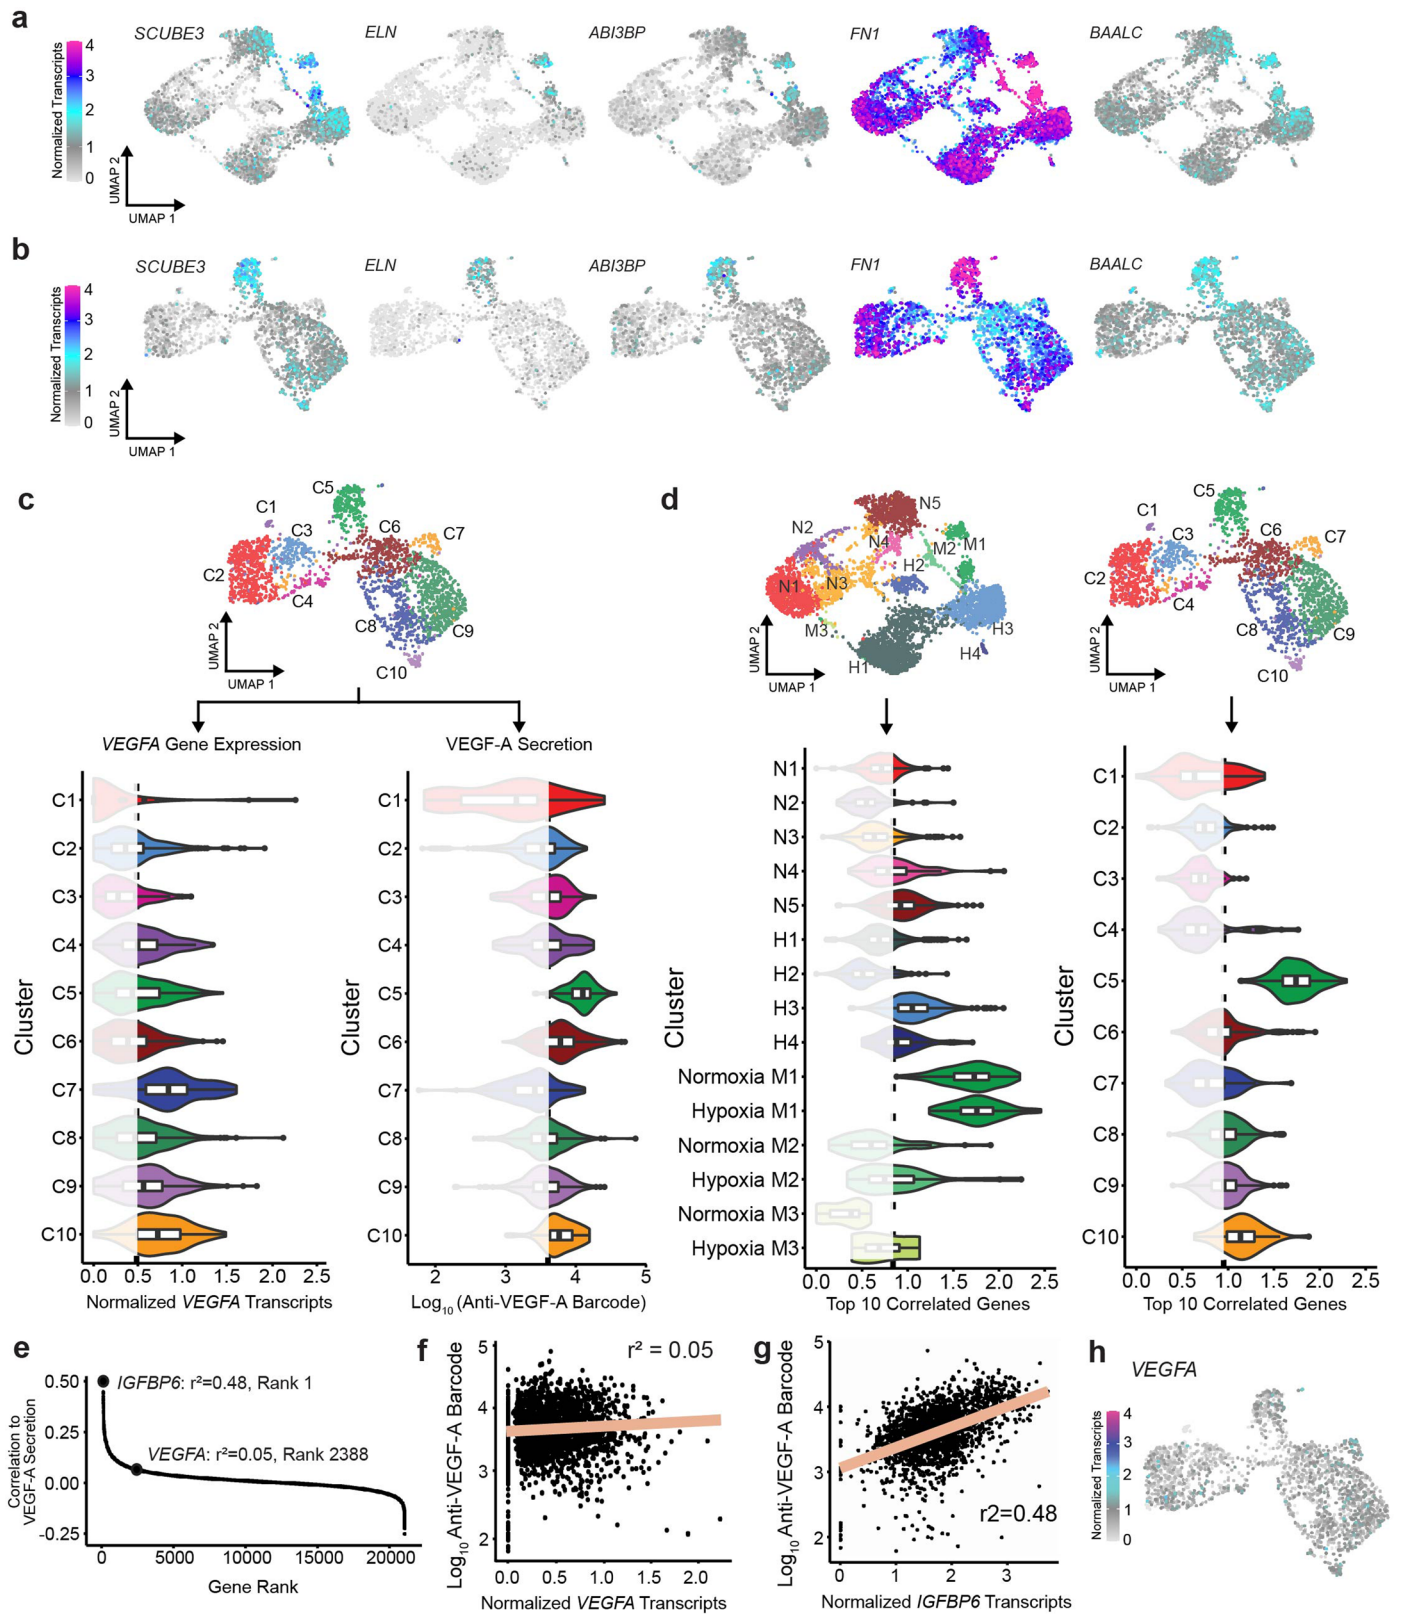 a
SCUBE3
ELN
ABI3BP
FN1
BAALC
Normalized Transcripts
4
3
2
1
0
UMAP 2
UMAP 1
b
SCUBE3
ELN
ABI3BP
FN1
BAALC
Normalized Transcripts
4
3
2
1
0
UMAP 2
UMAP 1
c
C1
C2
C3
C4
C5
C6
C7
C8
C9
C10
UMAP 2
UMAP 1
VEGFA Gene Expression
Cluster
C1
C2
C3
C4
C5
C6
C7
C8
C9
C10
0.0 0.5 1.0 1.5 2.0 2.5
Normalized VEGFA Transcripts
VEGF-A Secretion
Cluster
C1
C2
C3
C4
C5
C6
C7
C8
C9
C10
2 3 4 5
Log10 (Anti-VEGF-A Barcode)
d
N1
N2
N3
N4
N5
M1
M2
M3
H1
H2
H3
H4
UMAP 2
UMAP 1
Cluster
N1
N2
N3
N4
N5
H1
H2
H3
H4
Normoxia M1
Hypoxia M1
Normoxia M2
Hypoxia M2
Normoxia M3
Hypoxia M3
0.0 0.5 1.0 1.5 2.0 2.5
Top 10 Correlated Genes
C1
C2
C3
C4
C5
C6
C7
C8
C9
C10
UMAP 2
UMAP 1
Cluster
C1
C2
C3
C4
C5
C6
C7
C8
C9
C10
0.0 0.5 1.0 1.5 2.0 2.5
Top 10 Correlated Genes
e
Correlation to
VEGF-A Secretion
0.50
0.25
0.00
-0.25
IGFBP6: r²=0.48, Rank 1
VEGFA: r²=0.05, Rank 2388
0 5000 10000 15000 20000
Gene Rank
f
Log10 Anti-VEGF-A Barcode
5
4
3
2
r² = 0.05
0.0 0.5 1.0 1.5 2.0
Normalized VEGFA Transcripts
g
Log10 Anti-VEGF-A Barcode
5
4
3
2
r2=0.48
0 1 2 3
Normalized IGFBP6 Transcripts
h
VEGFA
Normalized Transcripts
4
3
2
1
0